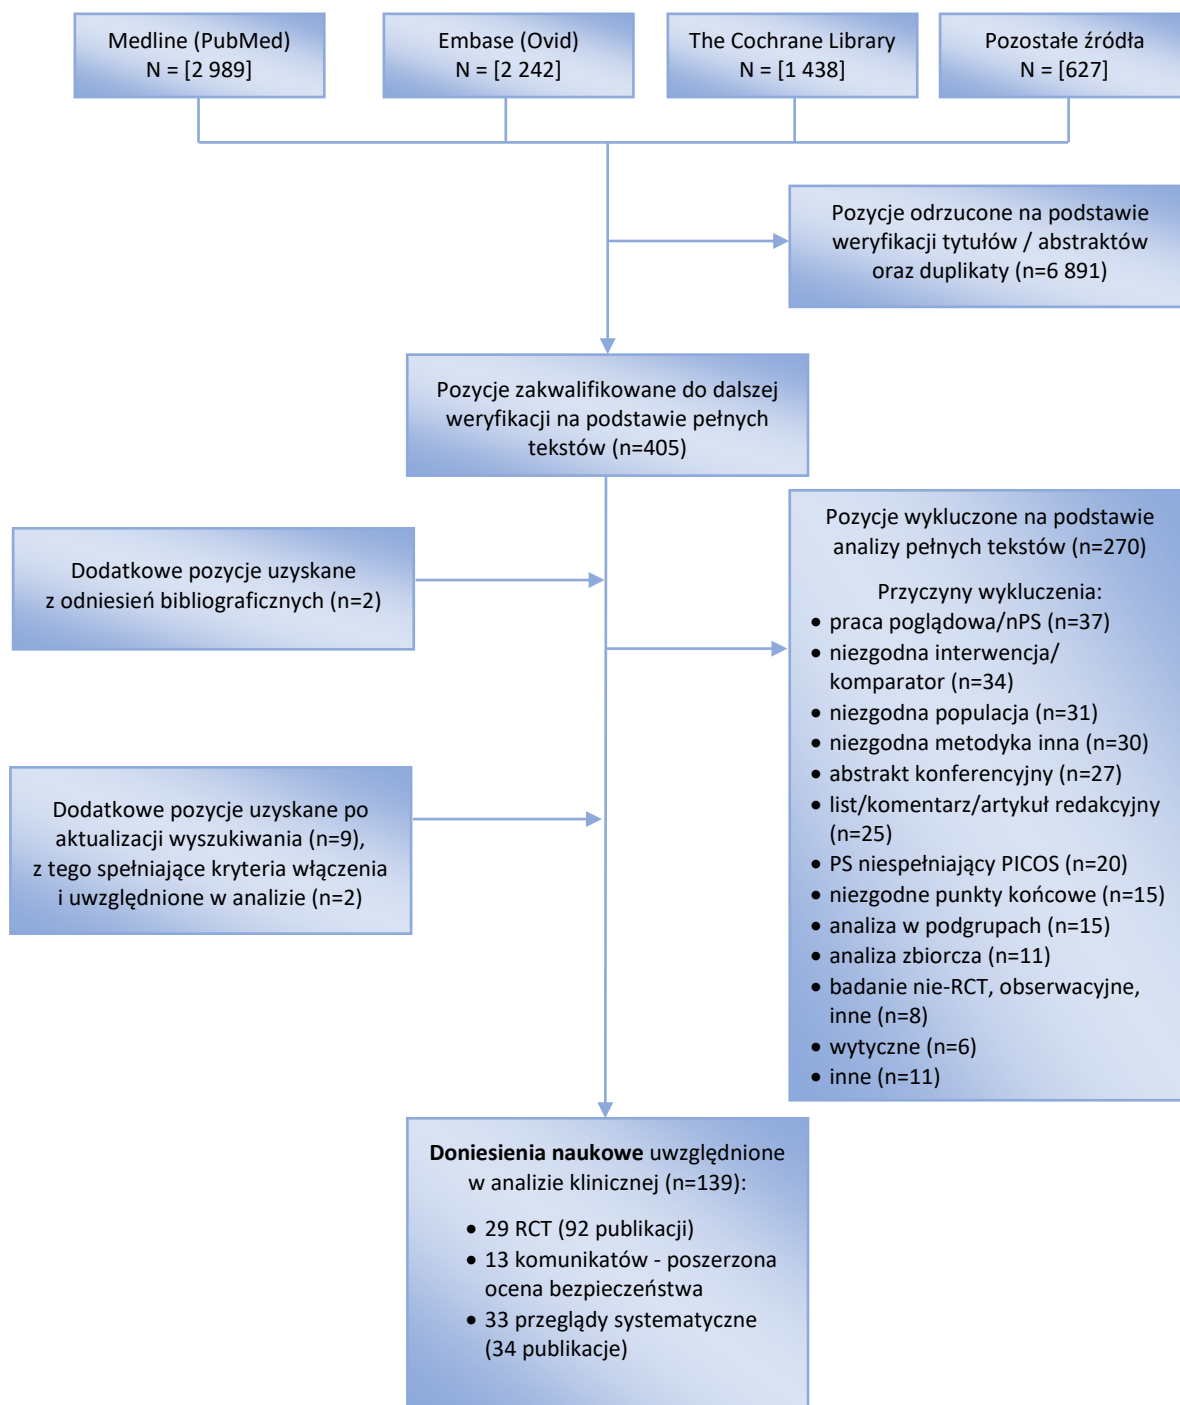 Medline (PubMed)
N = [2 989]
Embase (Ovid)
N = [2 242]
The Cochrane Library
N = [1 438]
Pozostałe źródła
N = [627]
Pozycje odrzucone na podstawie
weryfikacji tytułów / abstraktów
oraz duplikaty (n=6 891)
Pozycje zakwalifikowane do dalszej
weryfikacji na podstawie pełnych
tekstów (n=405)
Dodatkowe pozycje uzyskane
z odniesień bibliograficznych (n=2)
Pozycje wykluczone na podstawie
analizy pełnych tekstów (n=270)
Przyczyny wykluczenia:
• praca poglądowa/nPS (n=37)
• niezgodna interwencja/
komparator (n=34)
• niezgodna populacja (n=31)
• niezgodna metodyka inna (n=30)
• abstrakt konferencyjny (n=27)
• list/komentarz/artykuł redakcyjny
(n=25)
• PS niespełniający PICOS (n=20)
• niezgodne punkty końcowe (n=15)
• analiza w podgrupach (n=15)
• analiza zbiorcza (n=11)
• badanie nie-RCT, obserwacyjne,
inne (n=8)
• wytyczne (n=6)
• inne (n=11)
Dodatkowe pozycje uzyskane po
aktualizacji wyszukiwania (n=9),
z tego spełniające kryteria włączenia
i uwzględnione w analizie (n=2)
Doniesienia naukowe uwzględnione
w analizie klinicznej (n=139):
• 29 RCT (92 publikacji)
• 13 komunikatów - poszerzona
ocena bezpieczeństwa
• 33 przeglądy systematyczne
(34 publikacje)